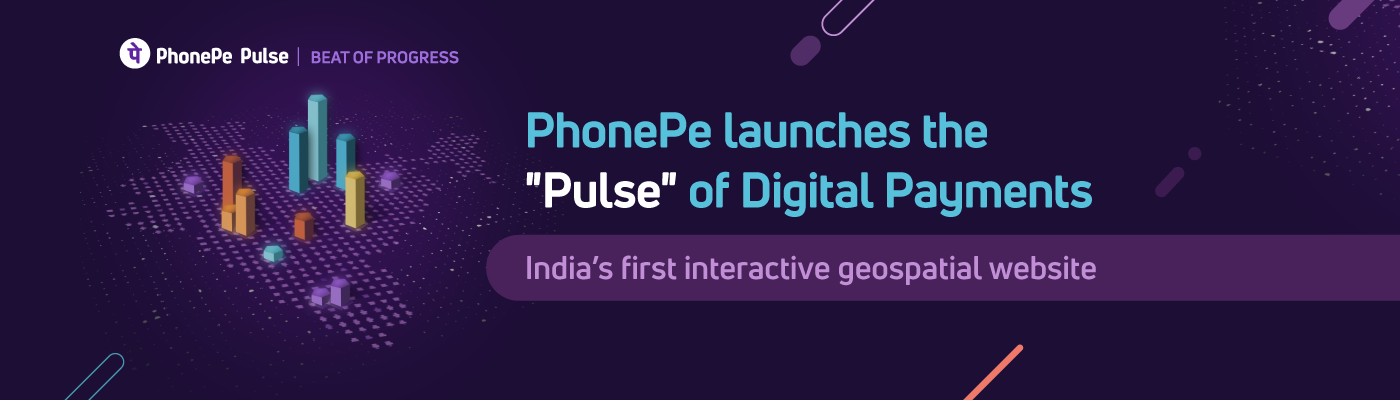 पे PhonePe Pulse | BEAT OF PROGRESS
PhonePe launches the
"Pulse" of Digital Payments
India's first interactive geospatial website